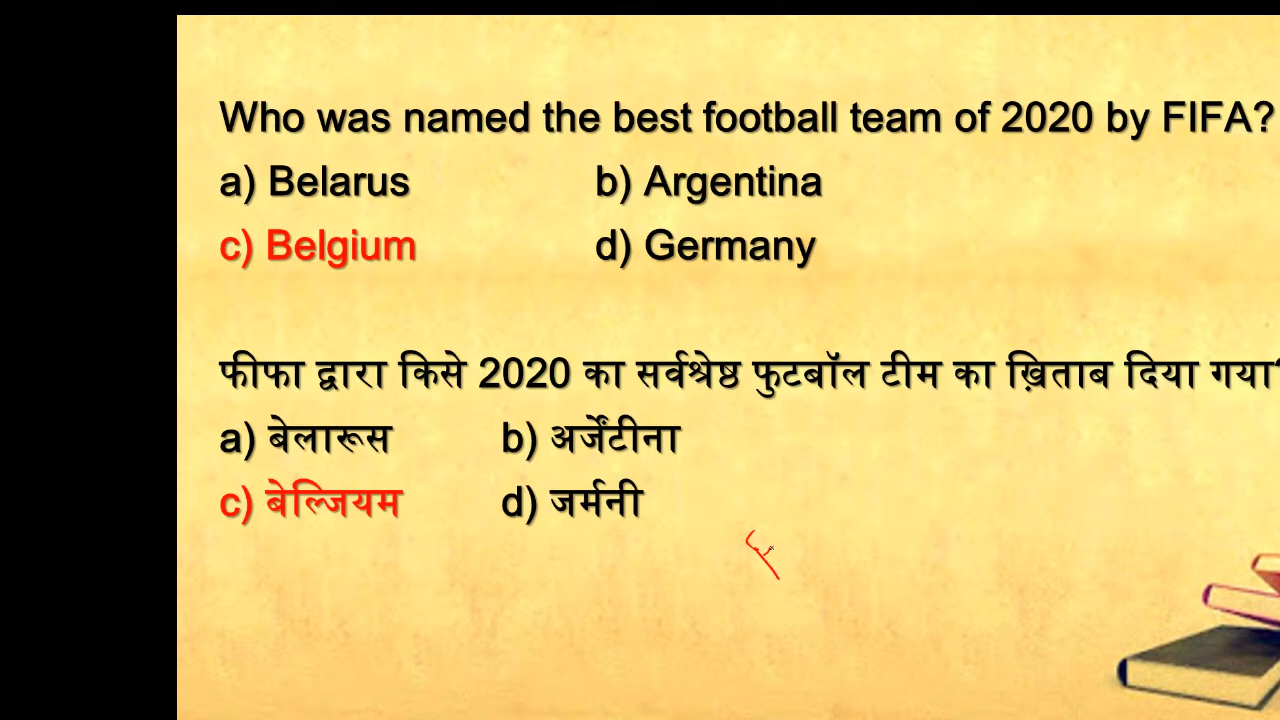 Who was named the best football team of 2020 by FIFA?
a) Belarus b) Argentina
c) Belgium d) Germany
फीफा द्वारा किसे 2020 का सर्वश्रेष्ठ फुटबॉल टीम का ख़िताब दिया गया?
a) बेलारूस b) अर्जेंटीना
c) बेल्जियम d) जर्मनी